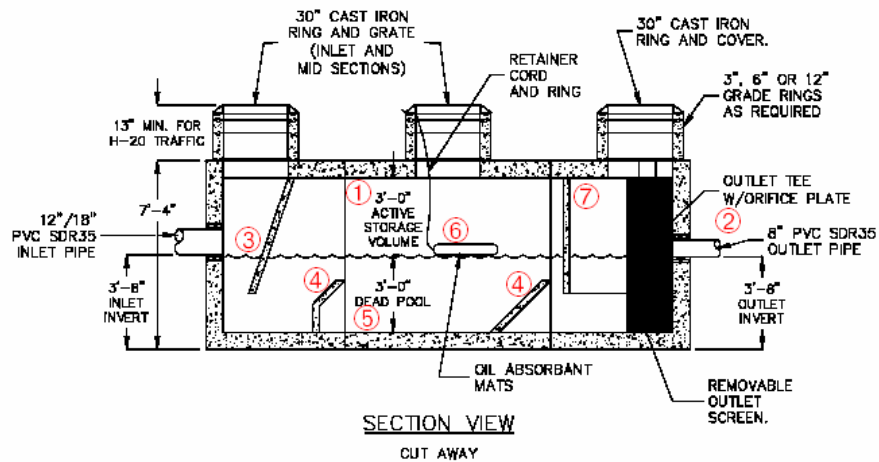 30" CAST IRON
RING AND GRATE
(INLET AND
MID SECTIONS)
RETAINER
CORD
AND RING
30" CAST IRON
RING AND COVER.
3", 6" OR 12"
GRADE RINGS
AS REQUIRED
13" MIN. FOR
H-20 TRAFFIC
7'-4"
12"/18"
PVC SDR35
INLET PIPE
3'-8"
INLET
INVERT
①
3'-0"
ACTIVE
STORAGE
VOLUME
③
⑥
⑦
OUTLET TEE
W/ORIFICE PLATE
②
8" PVC SDR35
OUTLET PIPE
④
3'-0"
DEAD POOL
⑤
④
3'-8"
OUTLET
INVERT
OIL ABSORBANT
MATS
REMOVABLE
OUTLET
SCREEN.
SECTION VIEW
CUT AWAY